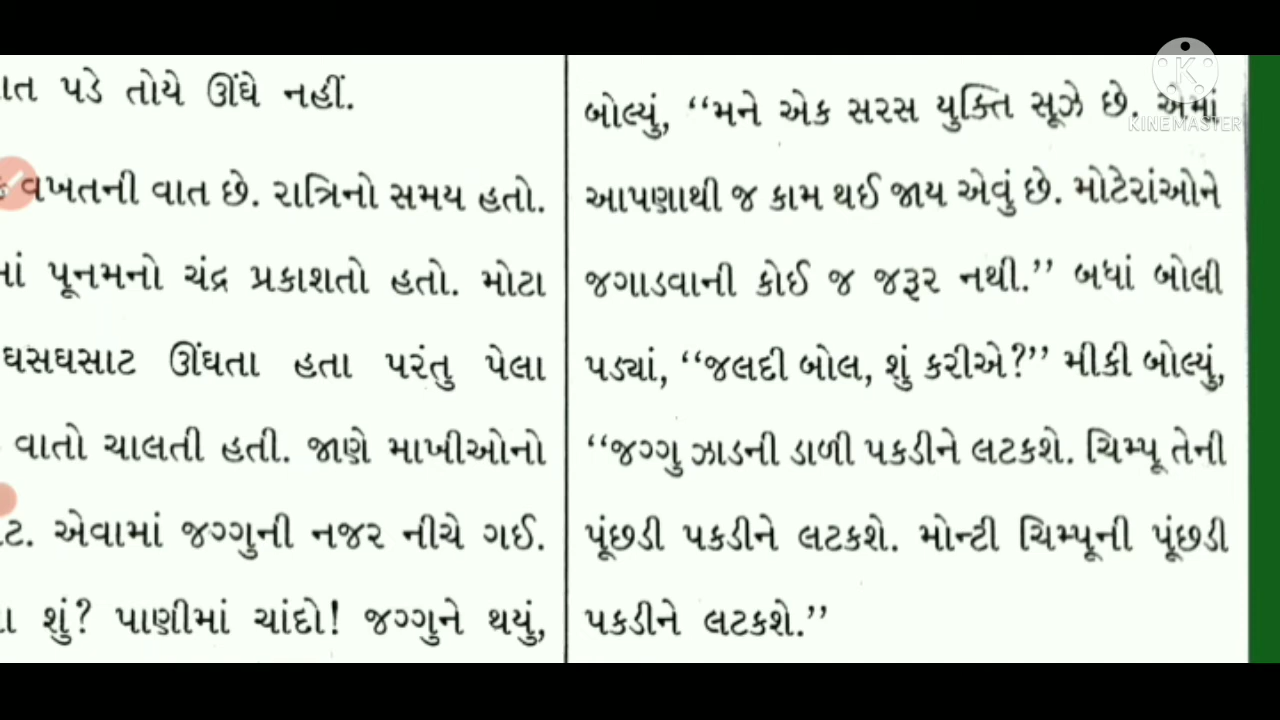 પડે તોયે ઊંઘે નહીં.
વખતની વાત છે. રાત્રિનો સમય હતો.
પૂનમનો ચંદ્ર પ્રકાશતો હતો. મોટા
ઘસઘસાટ ઊંઘતા હતા પરંતુ પેલા
વાતો ચાલતી હતી. જાણે માખીઓનો
એવામાં જગ્ગુની નજર નીચે ગઈ.
શું? પાણીમાં ચાંદો! જગ્ગુને થયું,
બોલ્યું, “મને એક સરસ યુક્તિ સૂઝે છે. એમાં
આપણાથી જ કામ થઈ જાય એવું છે. મોટેરાંઓને
જગાડવાની કોઈ જ જરૂર નથી.” બધાં બોલી
પડ્યાં, “જલદી બોલ, શું કરીએ?” મીકી બોલ્યું,
“જગ્ગુ ઝાડની ડાળી પકડીને લટકશે. ચિમ્પૂ તેની
પૂંછડી પકડીને લટકશે. મોન્ટી ચિમ્પૂની પૂંછડી
પકડીને લટકશે.”
KINEMASTER